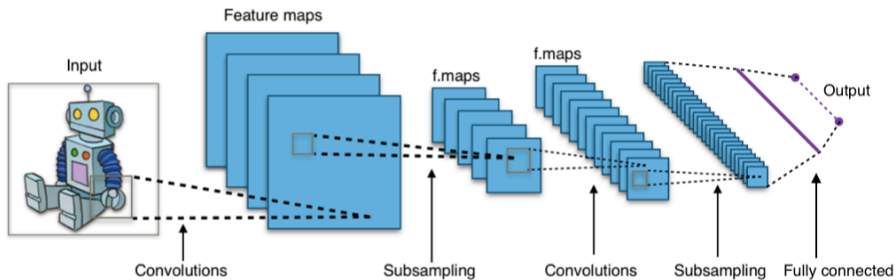 Feature maps
Input
f.maps
f.maps
Output
Convolutions
Subsampling
Convolutions
Subsampling
Fully connected